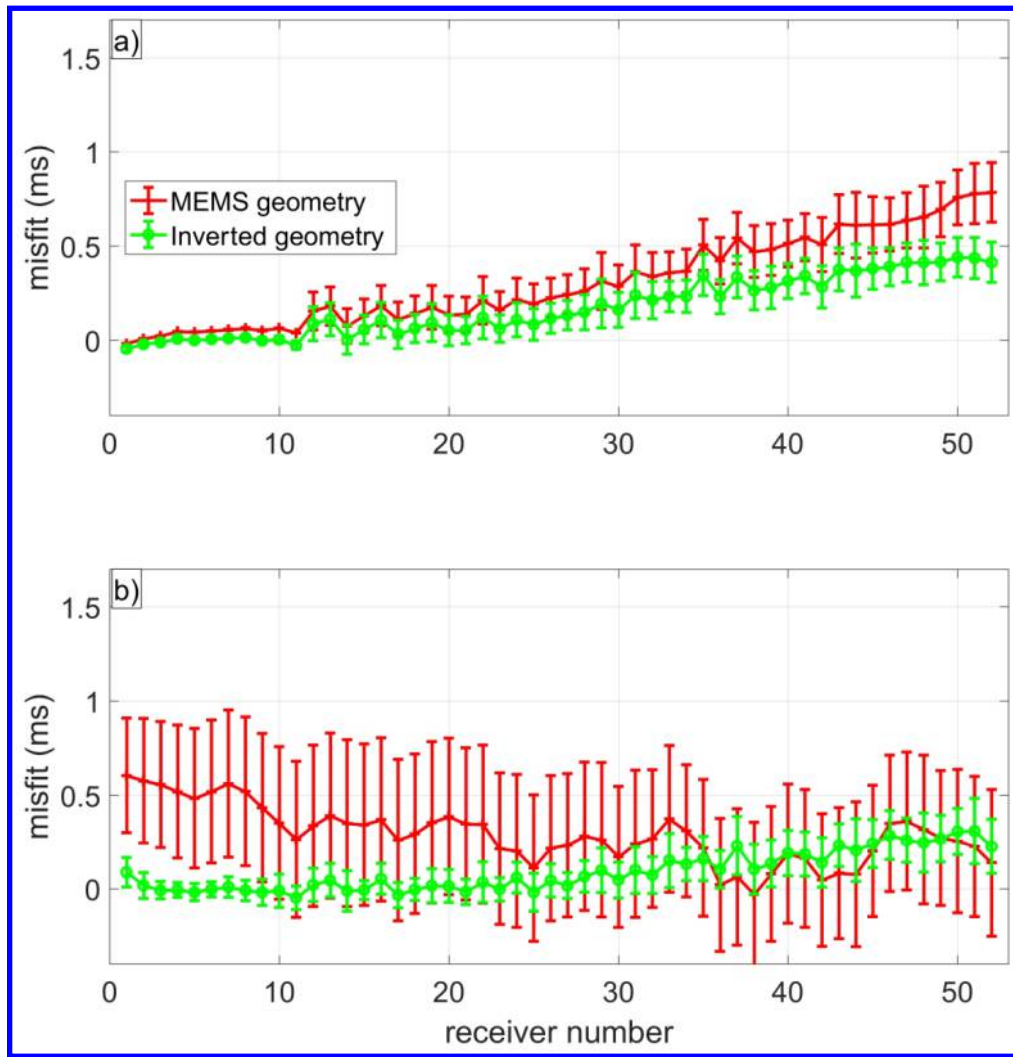 a)
1.5
1
0.5
0
misfit (ms)
MEMS geometry
Inverted geometry
0 10 20 30 40 50
b)
1.5
1
0.5
0
misfit (ms)
0 10 20 30 40 50
receiver number